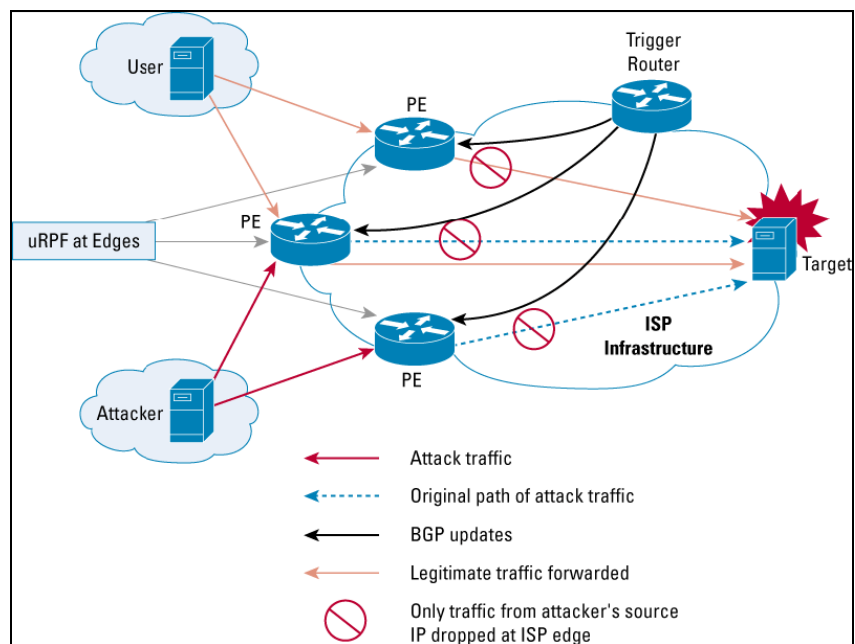 User
Trigger
Router
PE
PE
uRPF at Edges
Target
ISP
Infrastructure
PE
Attacker
Attack traffic
Original path of attack traffic
BGP updates
Legitimate traffic forwarded
Only traffic from attacker's source
IP dropped at ISP edge